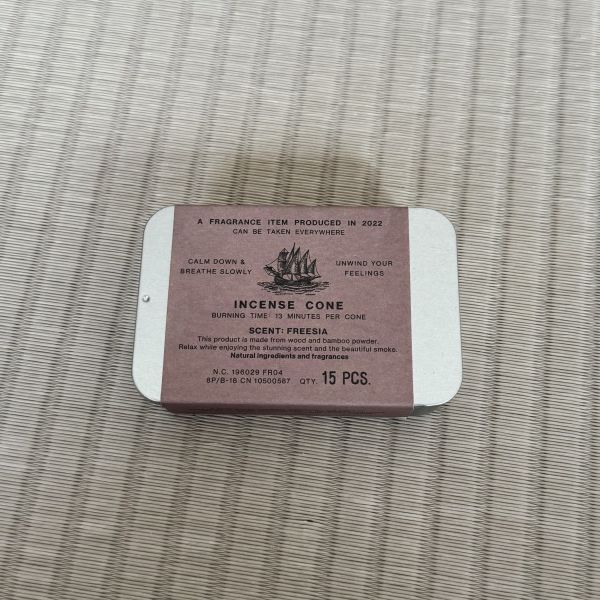 A FRAGRANCE ITEM PRODUCED IN 2022
CAN BE TAKEN EVERYWHERE
CALM DOWN &
BREATHE SLOWLY
UNWIND YOUR
FEELINGS
INCENSE CONE
BURNING TIME: 13 MINUTES PER CONE
SCENT: FREESIA
This product is made from wood and bamboo powder.
Relax while enjoying the stunning scent and the beautiful smoke.
Natural ingredients and fragrances
N.C. 196029 FR04
8P/B-16 CN 10500587 QTY. 15 PCS.